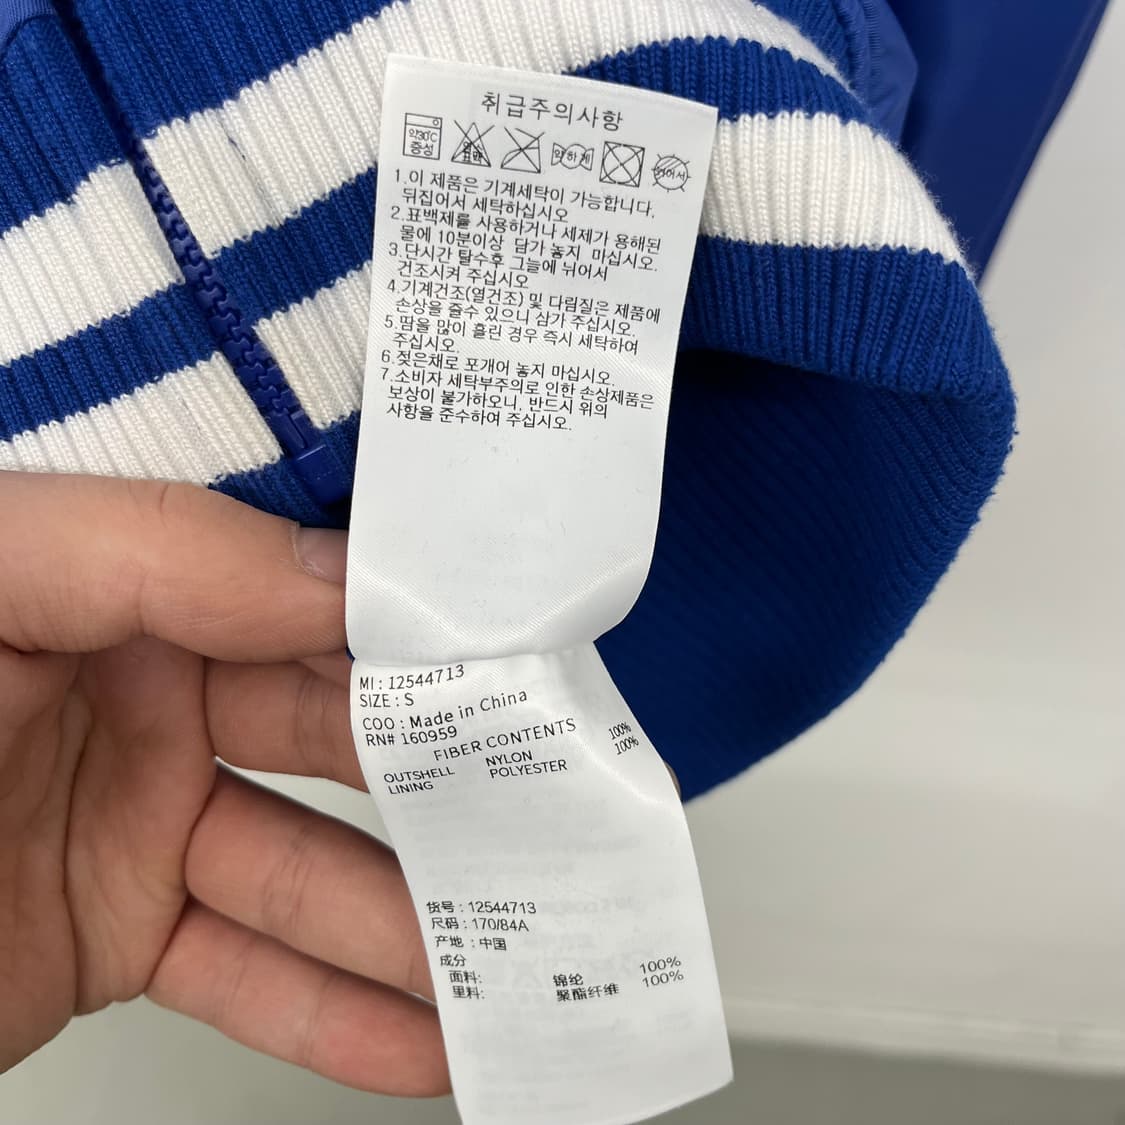 취급주의사항
약30℃
중성
염소
표백
약하게
뉘어서
1.이 제품은 기계세탁이 가능합니다.
뒤집어서 세탁하십시오
2.표백제를 사용하거나 세제가 용해된
물에 10분이상 담가 놓지 마십시오.
3.단시간 탈수후 그늘에 뉘어서
건조시켜 주십시오
4.기계건조(열건조) 및 다림질은 제품에
손상을 줄수 있으니 삼가 주십시오.
5.땀을 많이 흘린 경우 즉시 세탁하여
주십시오.
6.젖은채로 포개어 놓지 마십시오.
7.소비자 세탁부주의로 인한 손상제품은
보상이 불가하오니, 반드시 위의
사항을 준수하여 주십시오.
MI : 12544713
SIZE : S
COO : Made in China
RN# 160959
FIBER CONTENTS
OUTSHELL NYLON 100%
LINING POLYESTER 100%
货号 : 12544713
尺码 : 170/84A
产地 : 中国
成分
面料: 锦纶 100%
里料: 聚酯纤维 100%